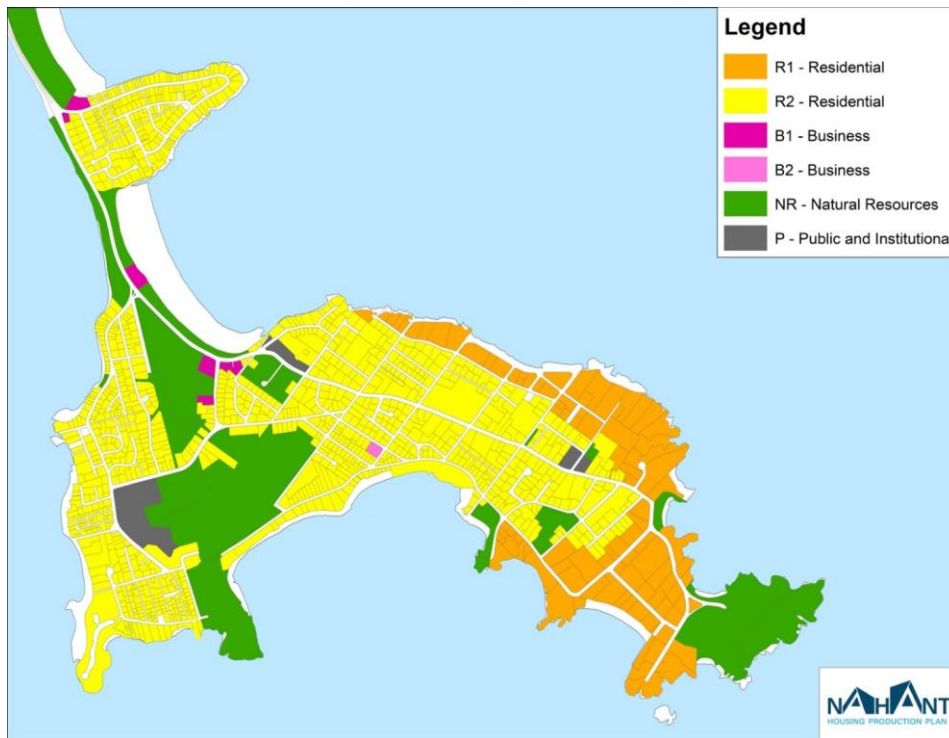 Legend
R1 - Residential
R2 - Residential
B1 - Business
B2 - Business
NR - Natural Resources
P - Public and Institutiona
NAHANT
HOUSING PRODUCTION PLAN